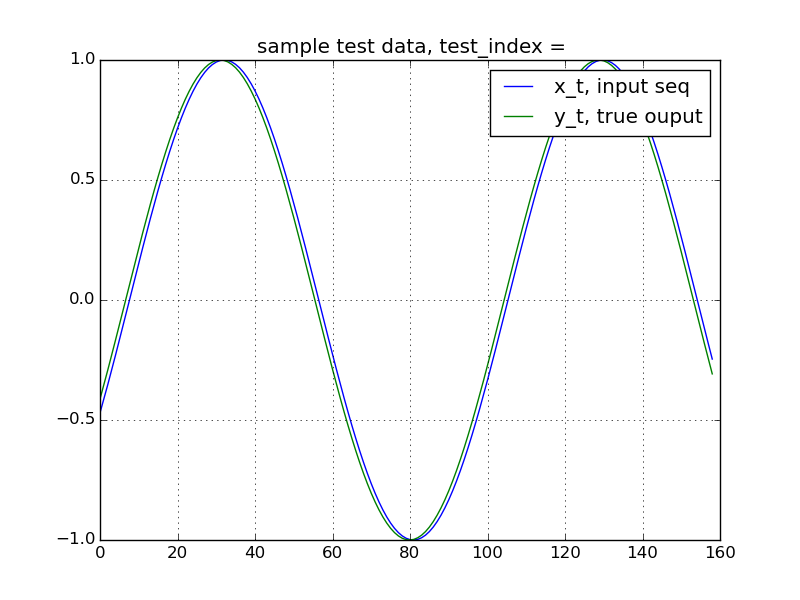 sample test data, test_index =
x_t, input seq
y_t, true ouput
1.0
0.5
0.0
−0.5
−1.0
0 20 40 60 80 100 120 140 160